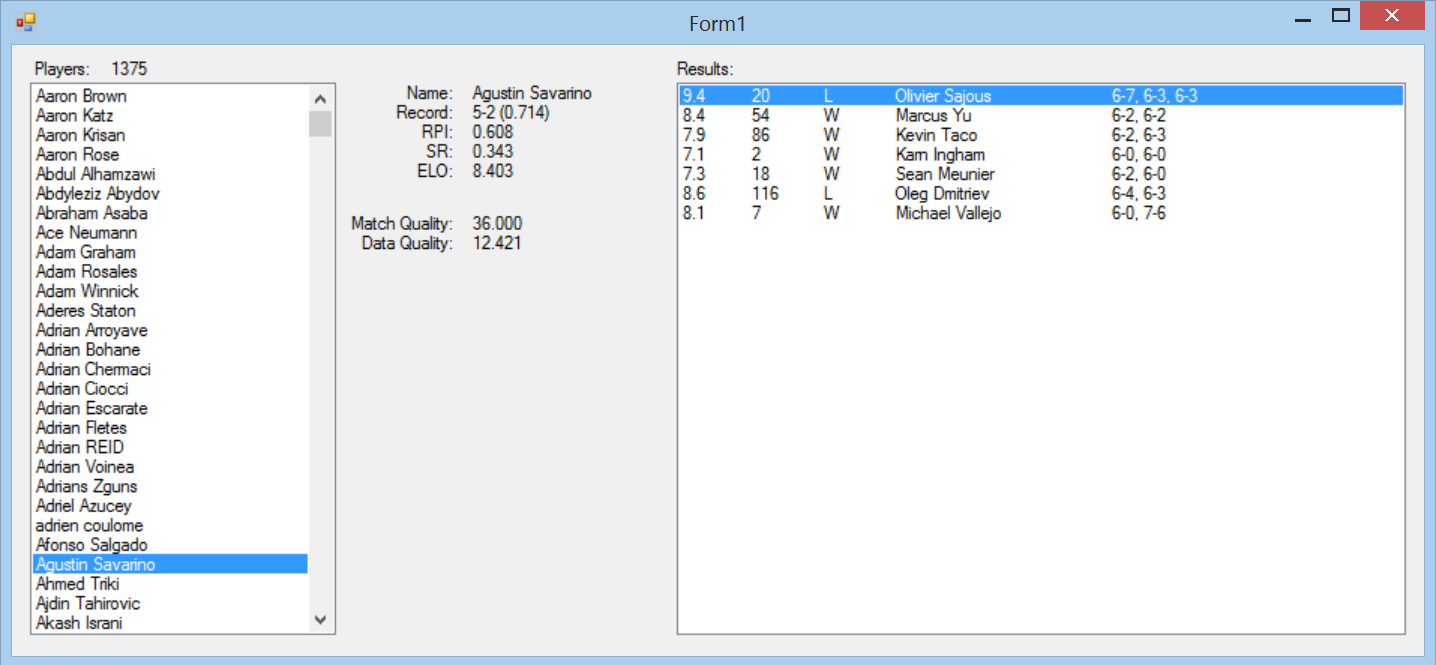 Form1
Players: 1375
Aaron Brown
Aaron Katz
Aaron Krisan
Aaron Rose
Abdul Alhamzawi
Abdyleziz Abydov
Abraham Asaba
Ace Neumann
Adam Graham
Adam Rosales
Adam Winnick
Aderes Staton
Adrian Arroyave
Adrian Bohane
Adrian Chermaci
Adrian Ciocci
Adrian Escarate
Adrian Fletes
Adrian REID
Adrian Voinea
Adrians Zguns
Adriel Azucey
adrien coulome
Afonso Salgado
Agustin Savarino
Ahmed Triki
Ajdin Tahirovic
Akash Israni
Name: Agustin Savarino
Record: 5-2 (0.714)
RPI: 0.608
SR: 0.343
ELO: 8.403
Match Quality: 36.000
Data Quality: 12.421
Results:
9.4 20 L Olivier Sajous 6-7, 6-3, 6-3
8.4 54 W Marcus Yu 6-2, 6-2
7.9 86 W Kevin Taco 6-2, 6-3
7.1 2 W Karn Ingham 6-0, 6-0
7.3 18 W Sean Meunier 6-2, 6-0
8.6 116 L Oleg Dmitriev 6-4, 6-3
8.1 7 W Michael Vallejo 6-0, 7-6